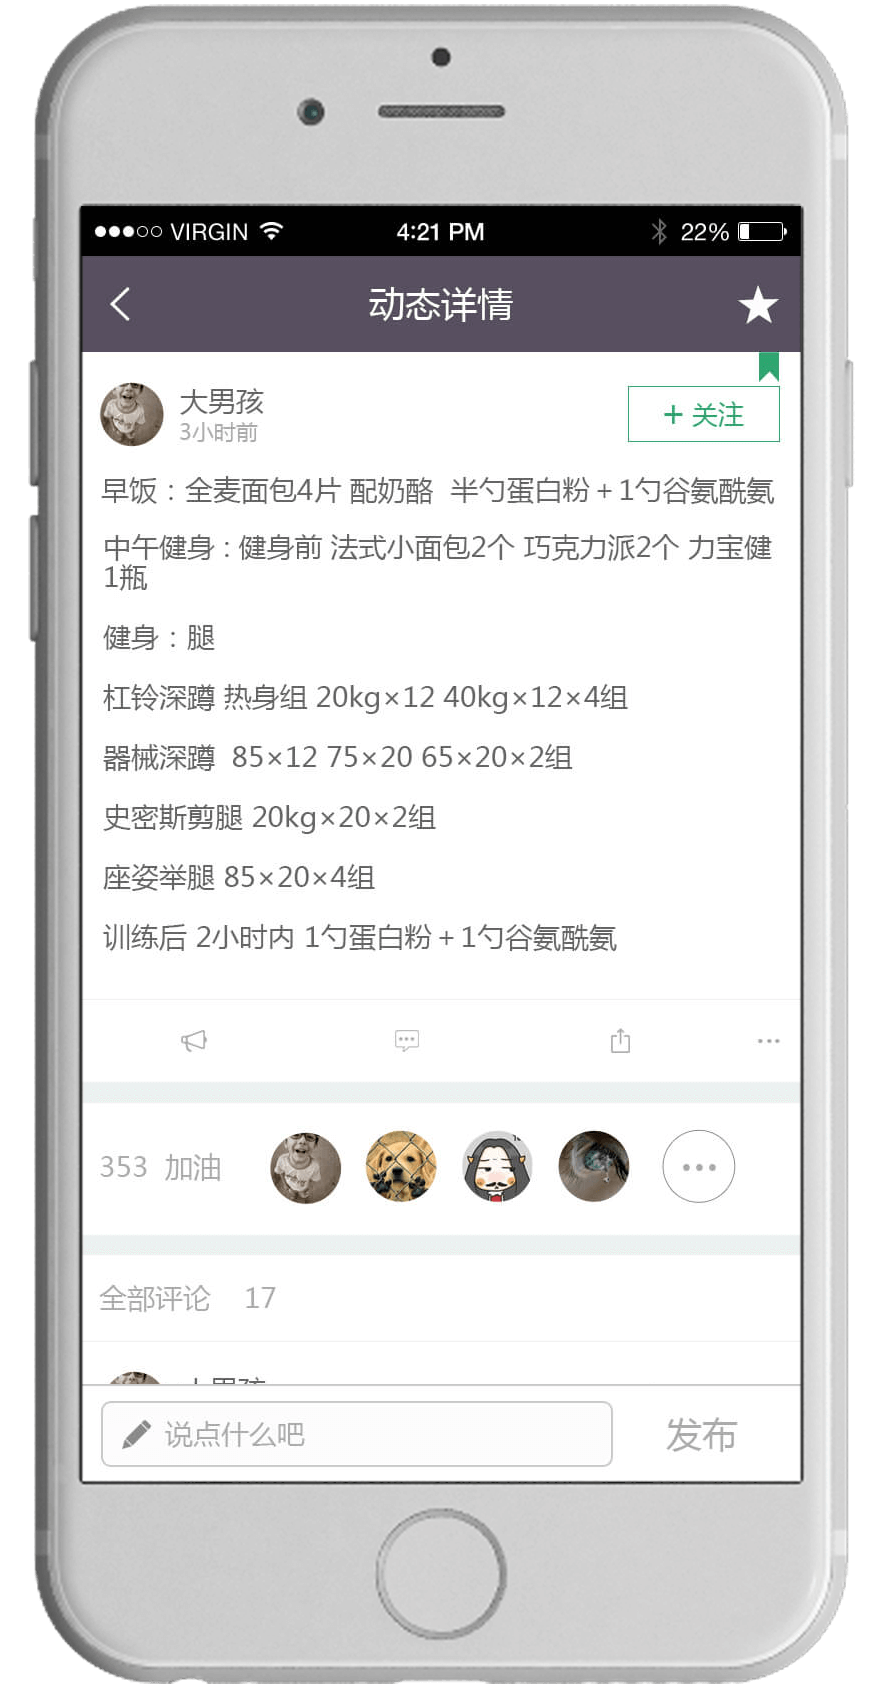 VIRGIN 4:21 PM 22%
动态详情
大男孩
3小时前
+ 关注
早饭：全麦面包4片 配奶酪 半勺蛋白粉＋1勺谷氨酰氨
中午健身：健身前 法式小面包2个 巧克力派2个 力宝健
1瓶
健身：腿
杠铃深蹲 热身组 20kg×12 40kg×12×4组
器械深蹲 85×12 75×20 65×20×2组
史密斯剪腿 20kg×20×2组
座姿举腿 85×20×4组
训练后 2小时内 1勺蛋白粉＋1勺谷氨酰氨
353 加油
全部评论 17
大男孩
说点什么吧
发布